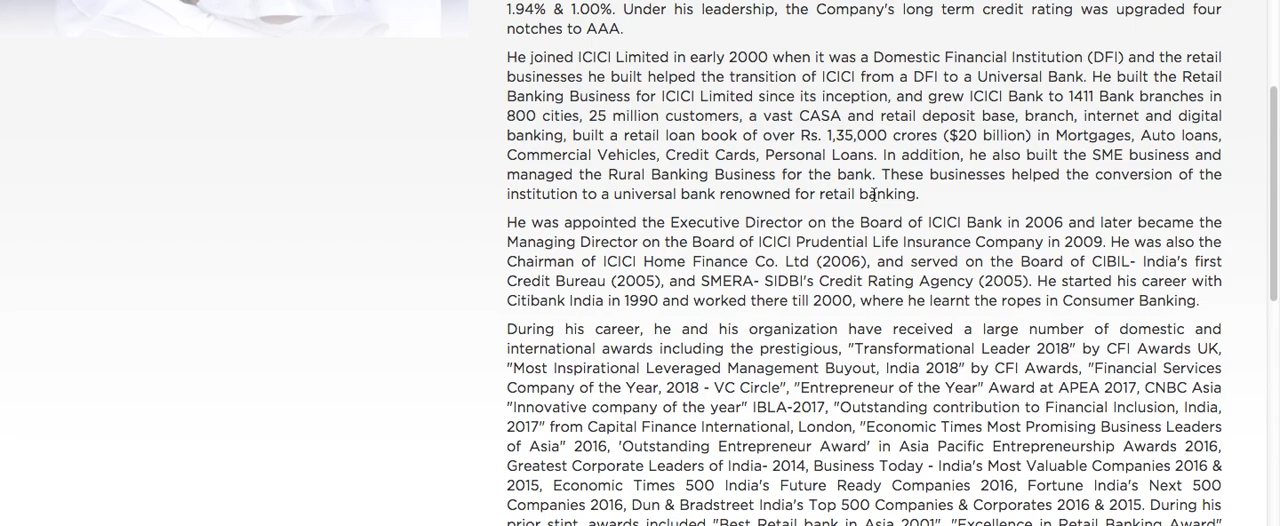 1.94% & 1.00%. Under his leadership, the Company's long term credit rating was upgraded four
notches to AAA.
He joined ICICI Limited in early 2000 when it was a Domestic Financial Institution (DFI) and the retail
businesses he built helped the transition of ICICI from a DFI to a Universal Bank. He built the Retail
Banking Business for ICICI Limited since its inception, and grew ICICI Bank to 1411 Bank branches in
800 cities, 25 million customers, a vast CASA and retail deposit base, branch, internet and digital
banking, built a retail loan book of over Rs. 1,35,000 crores ($20 billion) in Mortgages, Auto loans,
Commercial Vehicles, Credit Cards, Personal Loans. In addition, he also built the SME business and
managed the Rural Banking Business for the bank. These businesses helped the conversion of the
institution to a universal bank renowned for retail banking.
He was appointed the Executive Director on the Board of ICICI Bank in 2006 and later became the
Managing Director on the Board of ICICI Prudential Life Insurance Company in 2009. He was also the
Chairman of ICICI Home Finance Co. Ltd (2006), and served on the Board of CIBIL- India's first
Credit Bureau (2005), and SMERA- SIDBI's Credit Rating Agency (2005). He started his career with
Citibank India in 1990 and worked there till 2000, where he learnt the ropes in Consumer Banking.
During his career, he and his organization have received a large number of domestic and
international awards including the prestigious, "Transformational Leader 2018" by CFI Awards UK,
"Most Inspirational Leveraged Management Buyout, India 2018" by CFI Awards, "Financial Services
Company of the Year, 2018 - VC Circle", "Entrepreneur of the Year" Award at APEA 2017, CNBC Asia
"Innovative company of the year" IBLA-2017, "Outstanding contribution to Financial Inclusion, India,
2017" from Capital Finance International, London, "Economic Times Most Promising Business Leaders
of Asia" 2016, 'Outstanding Entrepreneur Award' in Asia Pacific Entrepreneurship Awards 2016,
Greatest Corporate Leaders of India- 2014, Business Today - India's Most Valuable Companies 2016 &
2015, Economic Times 500 India's Future Ready Companies 2016, Fortune India's Next 500
Companies 2016, Dun & Bradstreet India's Top 500 Companies & Corporates 2016 & 2015. During his
prior stint, awards included "Best Retail bank in Asia 2001", "Excellence in Retail Banking Award"